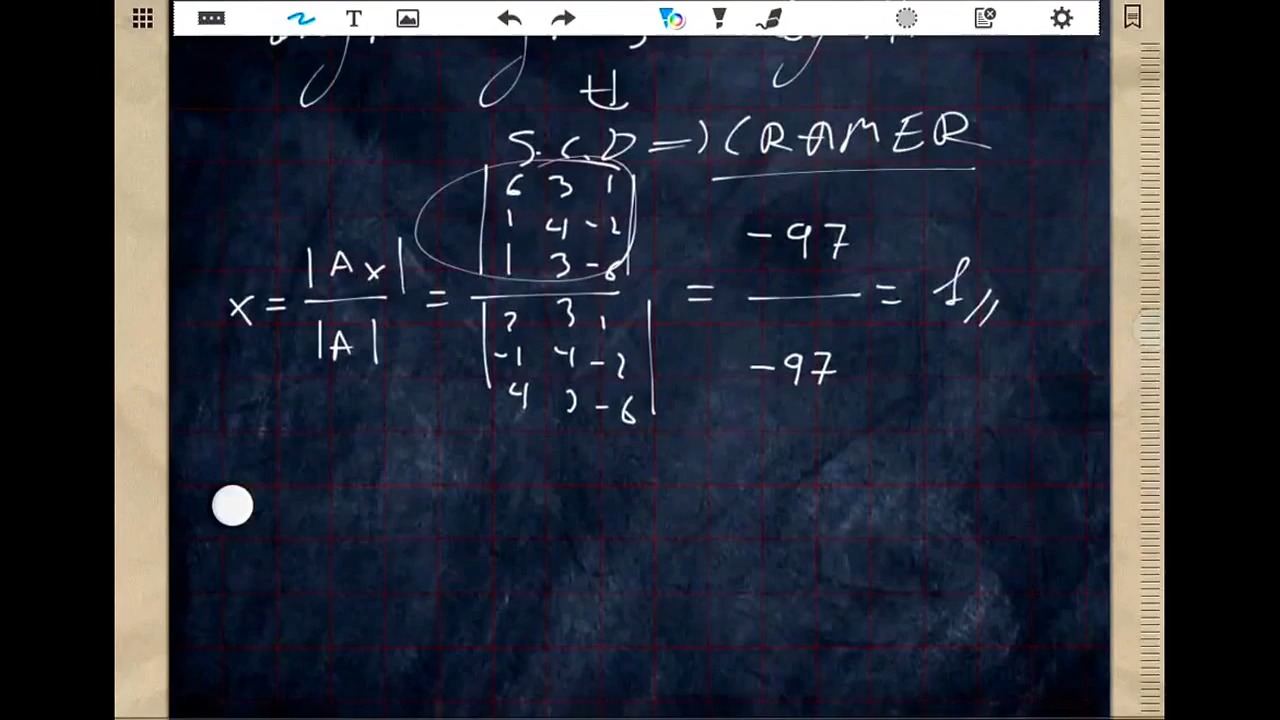 S.C.D => CRAMER
x = |Ax| / |A| = | 6 3 1 | / | 2 3 1 | = -97 / -97 = 1 //
| 1 4 -2 |
| 1 3 -6 |
| -1 4 -2 |
| 4 3 -6 |
T